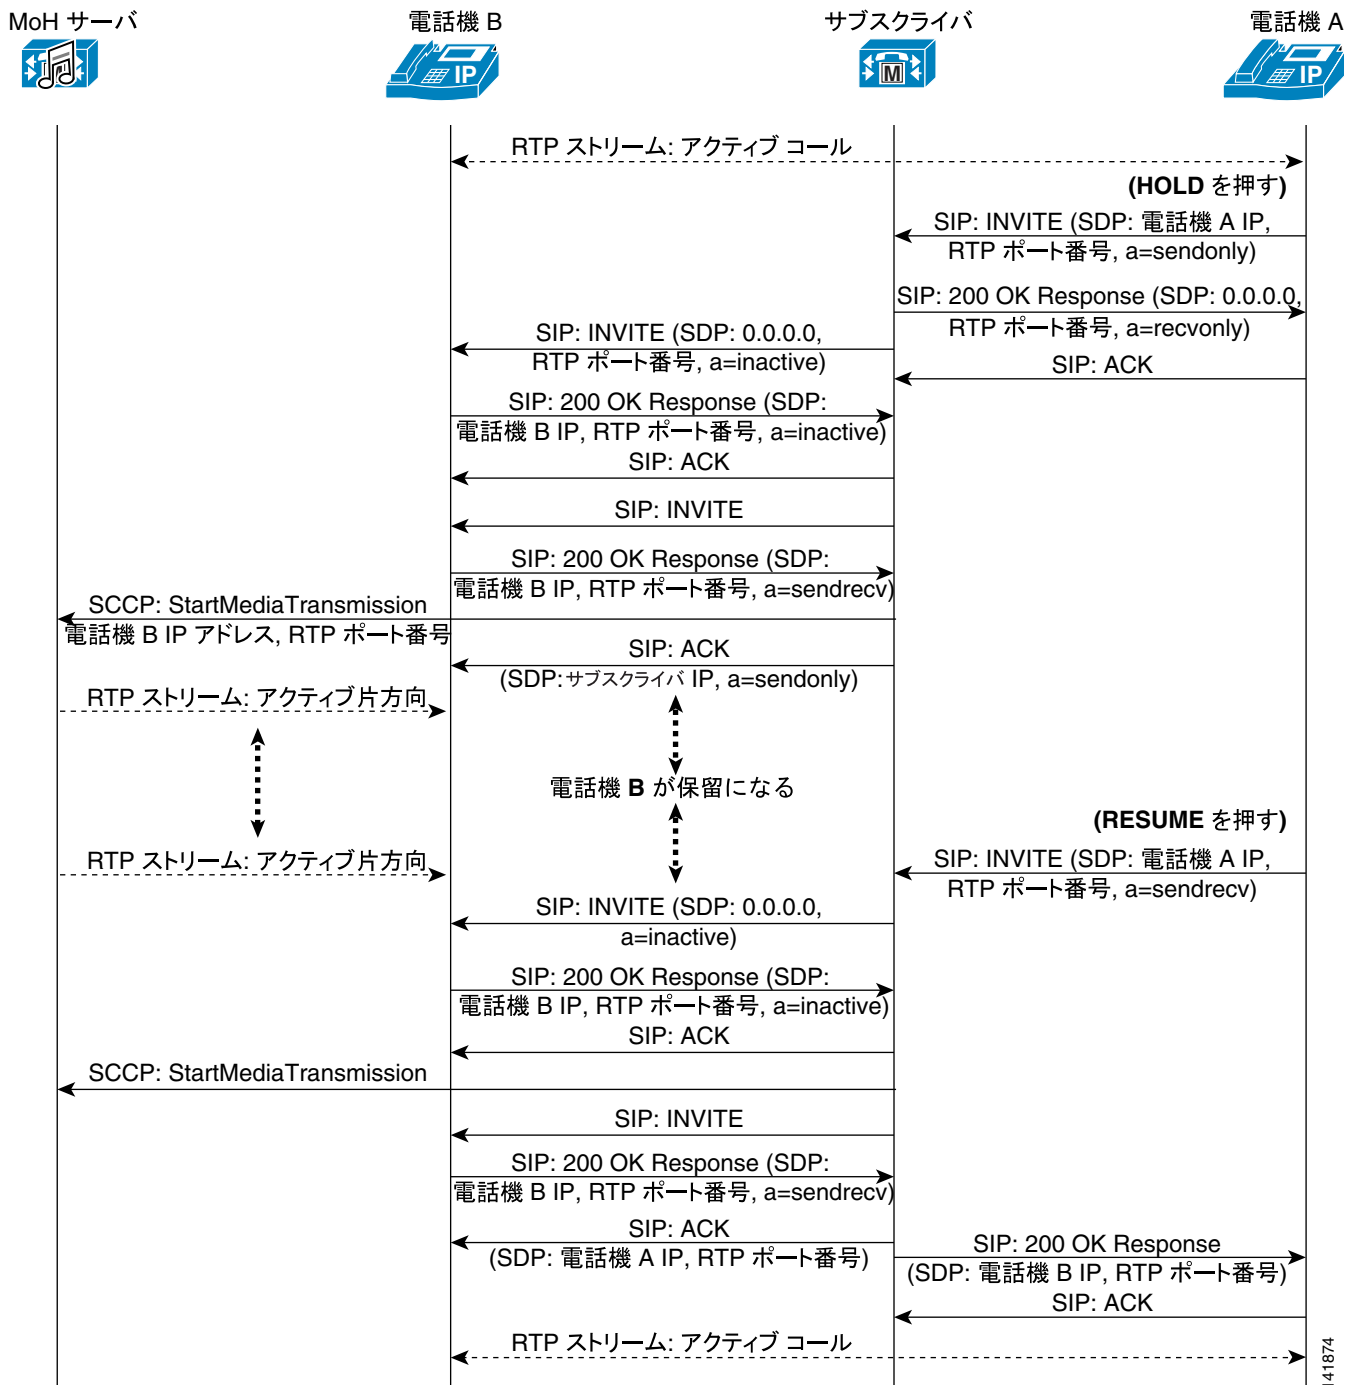 MoH サーバ
電話機 B
サブスクライバ
電話機 A
IP
M
IP
RTP ストリーム: アクティブ コール
(HOLD を押す)
SIP: INVITE (SDP: 電話機 A IP,
RTP ポート番号, a=sendonly)
SIP: 200 OK Response (SDP: 0.0.0.0,
RTP ポート番号, a=recvonly)
SIP: INVITE (SDP: 0.0.0.0,
RTP ポート番号, a=inactive)
SIP: ACK
SIP: 200 OK Response (SDP:
電話機 B IP, RTP ポート番号, a=inactive)
SIP: ACK
SIP: INVITE
SIP: 200 OK Response (SDP:
電話機 B IP, RTP ポート番号, a=sendrecv)
SCCP: StartMediaTransmission
電話機 B IP アドレス, RTP ポート番号
SIP: ACK
(SDP:サブスクライバ IP, a=sendonly)
RTP ストリーム: アクティブ片方向
電話機 B が保留になる
(RESUME を押す)
RTP ストリーム: アクティブ片方向
SIP: INVITE (SDP: 電話機 A IP,
RTP ポート番号, a=sendrecv)
SIP: INVITE (SDP: 0.0.0.0,
a=inactive)
SIP: 200 OK Response (SDP:
電話機 B IP, RTP ポート番号, a=inactive)
SIP: ACK
SCCP: StartMediaTransmission
SIP: INVITE
SIP: 200 OK Response (SDP:
電話機 B IP, RTP ポート番号, a=sendrecv)
SIP: ACK
(SDP: 電話機 A IP, RTP ポート番号)
SIP: 200 OK Response
(SDP: 電話機 B IP, RTP ポート番号)
SIP: ACK
RTP ストリーム: アクティブ コール
141874